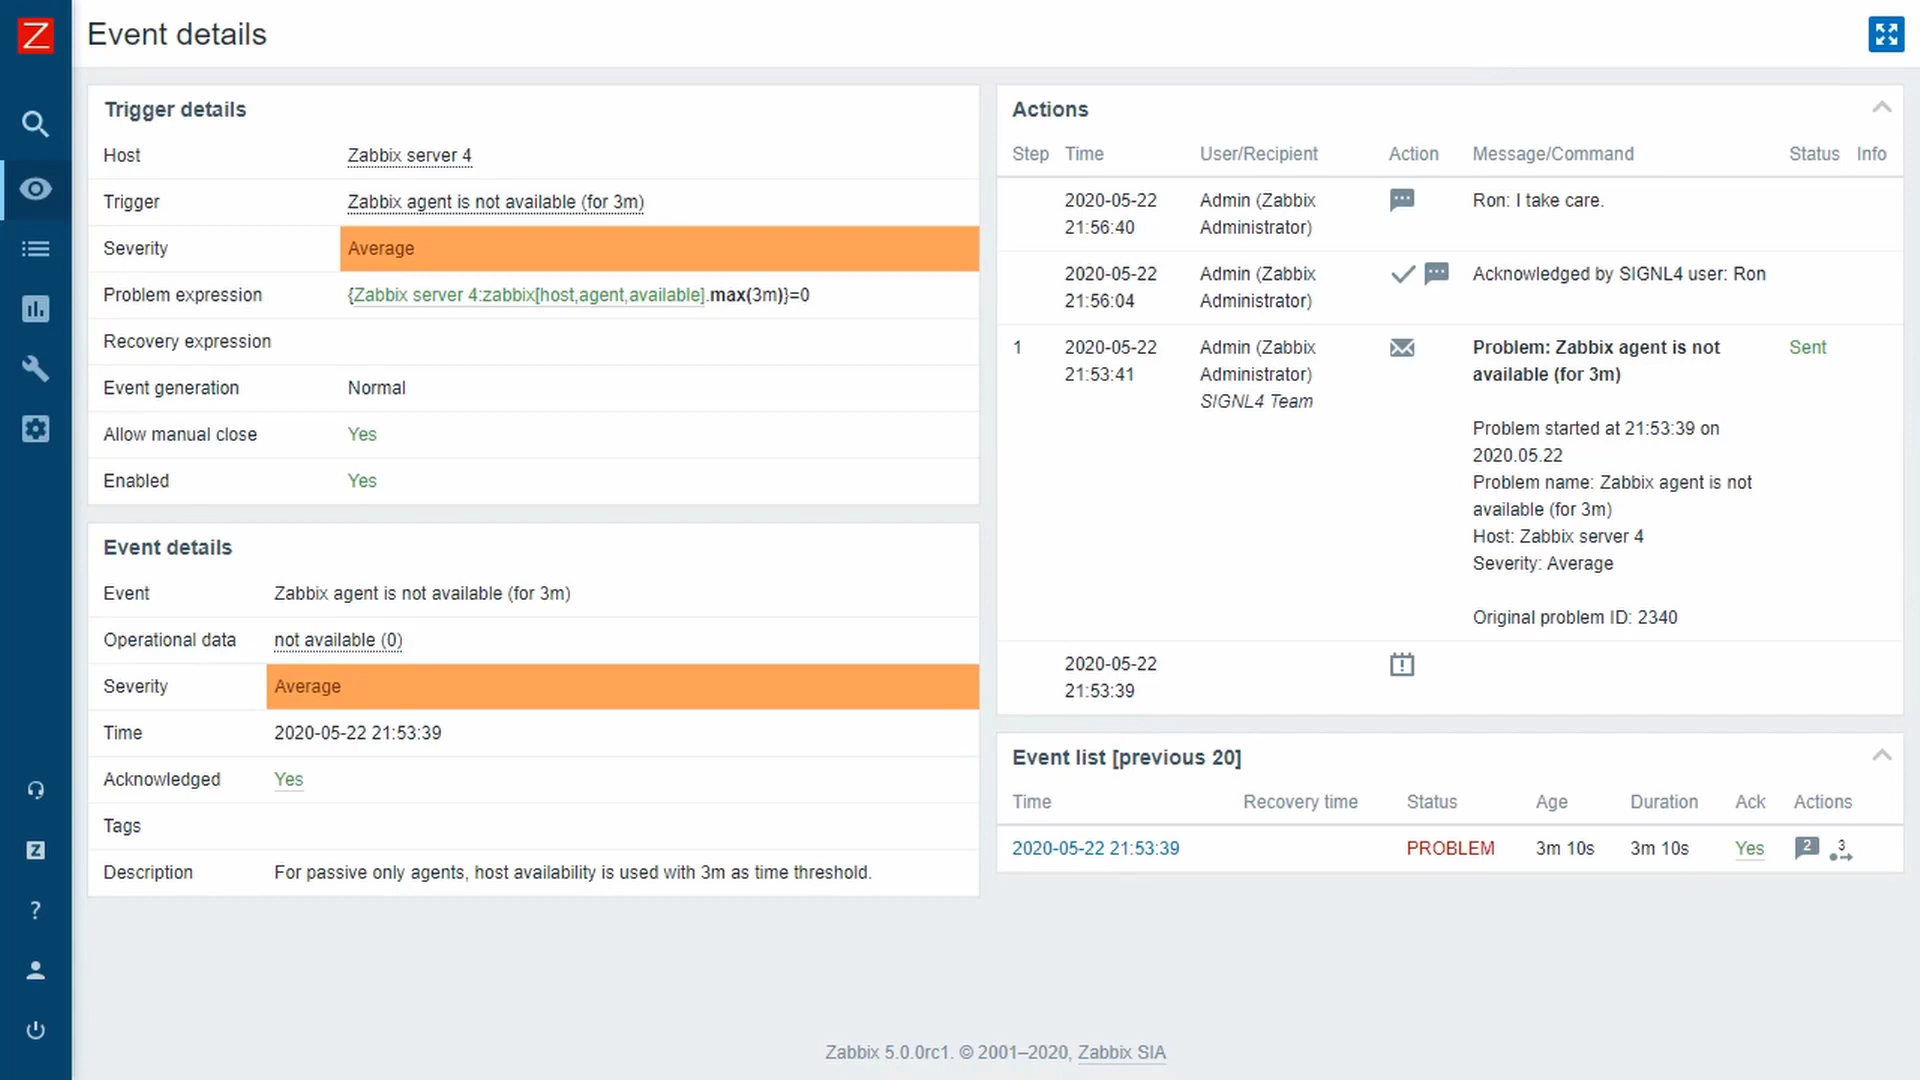 Z
Event details
Trigger details
Host Zabbix server 4
Trigger Zabbix agent is not available (for 3m)
Severity Average
Problem expression {Zabbix server 4:zabbix[host,agent,available].max(3m)}=0
Recovery expression
Event generation Normal
Allow manual close Yes
Enabled Yes
Event details
Event Zabbix agent is not available (for 3m)
Operational data not available (0)
Severity Average
Time 2020-05-22 21:53:39
Acknowledged Yes
Tags
Description For passive only agents, host availability is used with 3m as time threshold.
Actions
Step Time User/Recipient Action Message/Command Status Info
2020-05-22 Admin (Zabbix Ron: I take care.
21:56:40 Administrator)
2020-05-22 Admin (Zabbix Acknowledged by SIGNL4 user: Ron
21:56:04 Administrator)
1 2020-05-22 Admin (Zabbix Problem: Zabbix agent is not Sent
21:53:41 Administrator) available (for 3m)
SIGNL4 Team
Problem started at 21:53:39 on
2020.05.22
Problem name: Zabbix agent is not
available (for 3m)
Host: Zabbix server 4
Severity: Average
Original problem ID: 2340
2020-05-22
21:53:39
Event list [previous 20]
Time Recovery time Status Age Duration Ack Actions
2020-05-22 21:53:39 PROBLEM 3m 10s 3m 10s Yes 2 3
Z
?
Zabbix 5.0.0rc1. © 2001–2020, Zabbix SIA